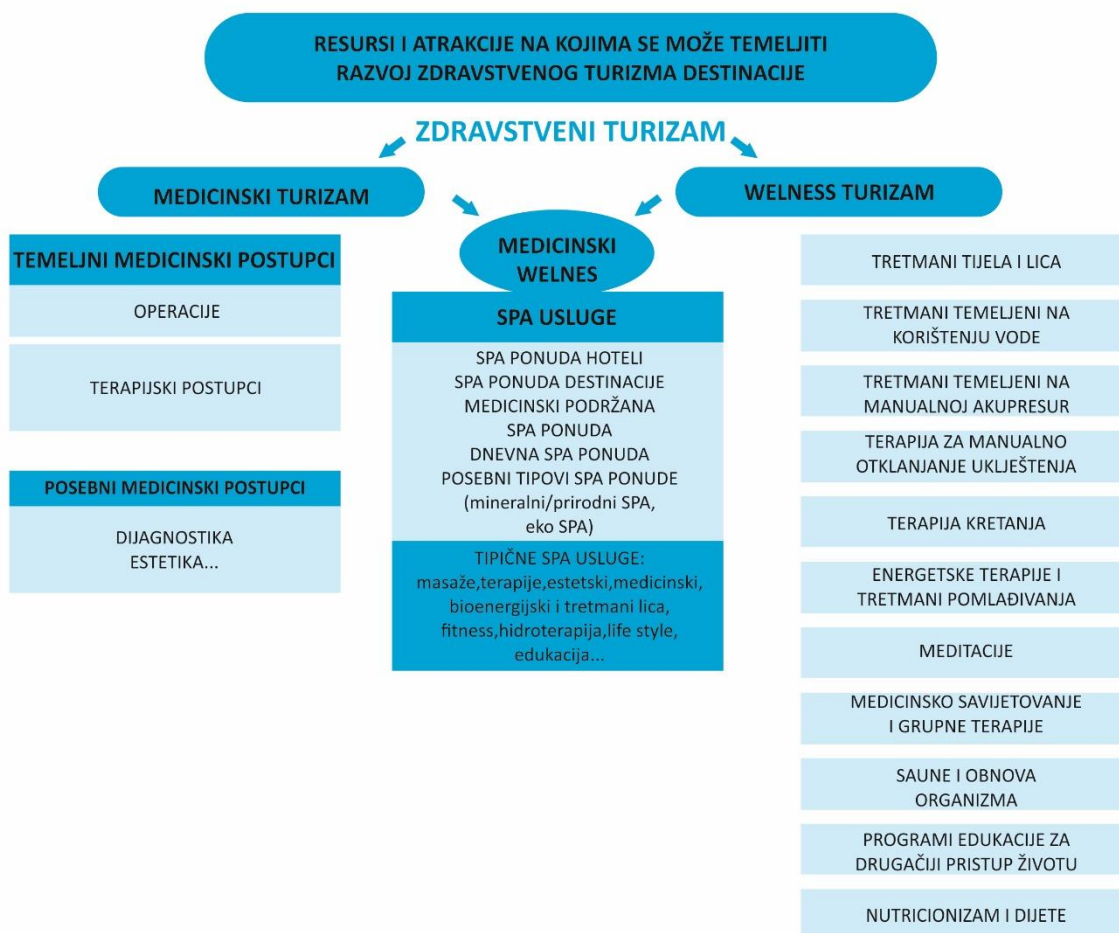 RESURSI I ATRAKCIJE NA KOJIMA SE MOŽE TEMELJITI
RAZVOJ ZDRAVSTVENOG TURIZMA DESTINACIJE
ZDRAVSTVENI TURIZAM
MEDICINSKI TURIZAM
WELNESS TURIZAM
MEDICINSKI
WELNES
TEMELJNI MEDICINSKI POSTUPCI
OPERACIJE
TERAPIJSKI POSTUPCI
POSEBNI MEDICINSKI POSTUPCI
DIJAGNOSTIKA
ESTETIKA...
SPA USLUGE
SPA PONUDA HOTELI
SPA PONUDA DESTINACIJE
MEDICINSKI PODRŽANA
SPA PONUDA
DNEVNA SPA PONUDA
POSEBNI TIPOVI SPA PONUDE
(mineralni/prirodni SPA,
eko SPA)
TIPIČNE SPA USLUGE:
masaže,terapije,estetski,medicinski,
bioenergijski i tretmani lica,
fitness,hidroterapija,life style,
edukacija...
TRETMANI TIJELA I LICA
TRETMANI TEMELJENI NA
KORIŠTENJU VODE
TRETMANI TEMELJENI NA
MANUALNOJ AKUPRESUR
TERAPIJA ZA MANUALNO
OTKLANJANJE UKLJEŠTENJA
TERAPIJA KRETANJA
ENERGETSKE TERAPIJE I
TRETMANI POMLAĐIVANJA
MEDITACIJE
MEDICINSKO SAVIJETOVANJE
I GRUPNE TERAPIJE
SAUNE I OBNOVA
ORGANIZMA
PROGRAMI EDUKACIJE ZA
DRUGAČIJI PRISTUP ŽIVOTU
NUTRICIONIZAM I DIJETE